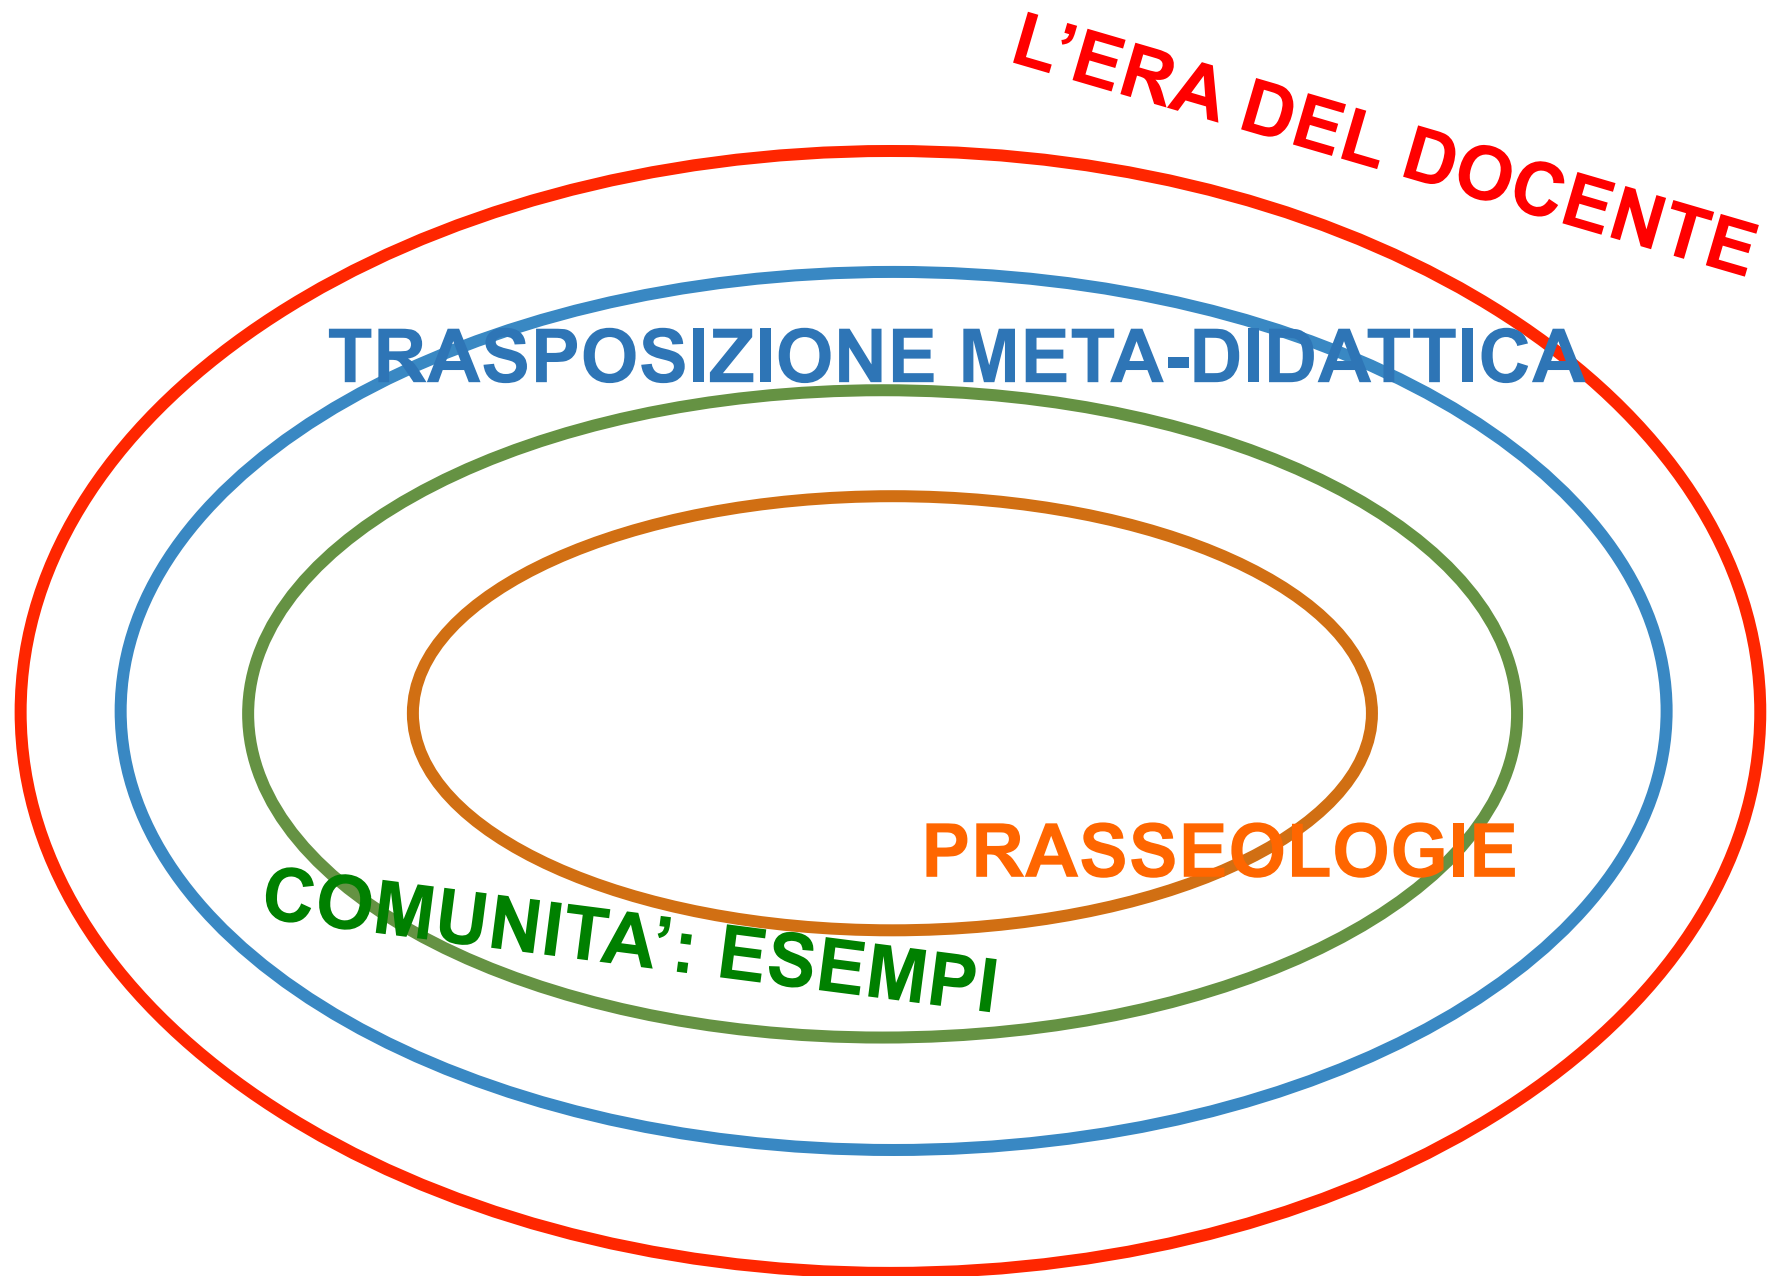 L’ERA DEL DOCENTE
TRASPOSIZIONE META-DIDATTICA
PRASSEOLOGIE
COMUNITA’: ESEMPI